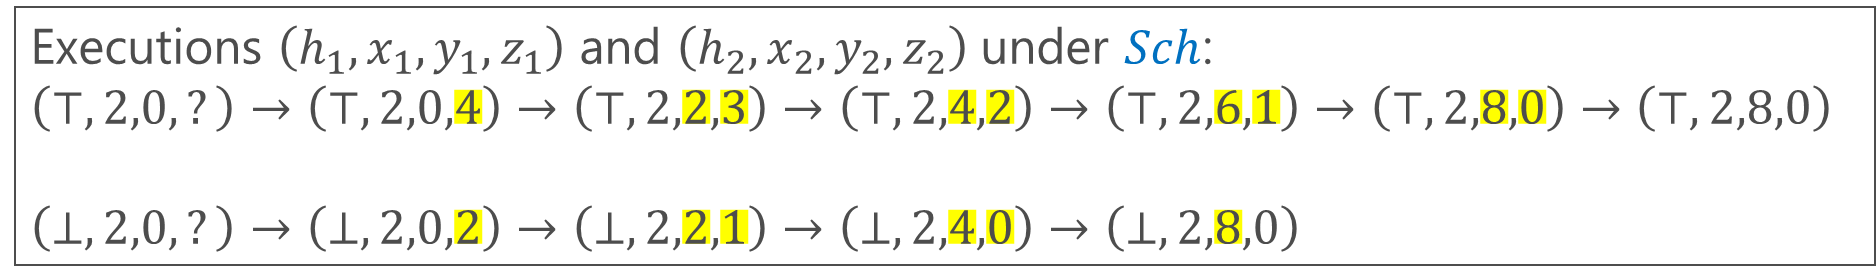 Executions (h₁, x₁, y₁, z₁) and (h₂, x₂, y₂, z₂) under Sch:
(⊤, 2,0, ? ) → (⊤, 2,0,4) → (⊤, 2,2,3) → (⊤, 2,4,2) → (⊤, 2,6,1) → (⊤, 2,8,0) → (⊤, 2,8,0)
(⊥, 2,0, ? ) → (⊥, 2,0,2) → (⊥, 2,2,1) → (⊥, 2,4,0) → (⊥, 2,8,0)